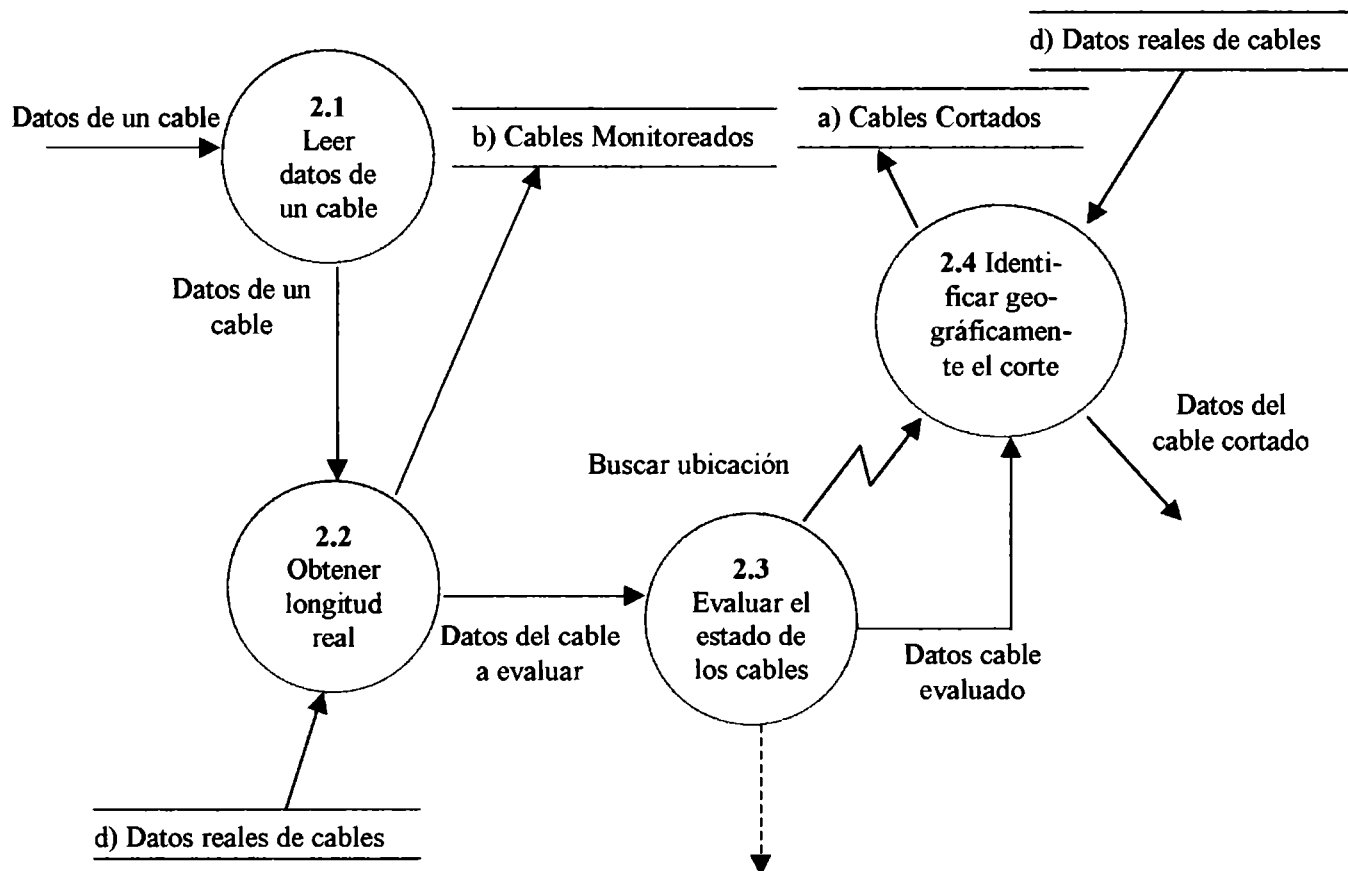 d) Datos reales de cables
Datos de un cable
2.1
Leer
datos de
un cable
b) Cables Monitoreados
a) Cables Cortados
2.4 Identi-
ficar geo-
gráficamen-
te el corte
Datos de un
cable
Datos del
cable cortado
Buscar ubicación
2.2
Obtener
longitud
real
2.3
Evaluar el
estado de
los cables
Datos del cable
a evaluar
Datos cable
evaluado
d) Datos reales de cables